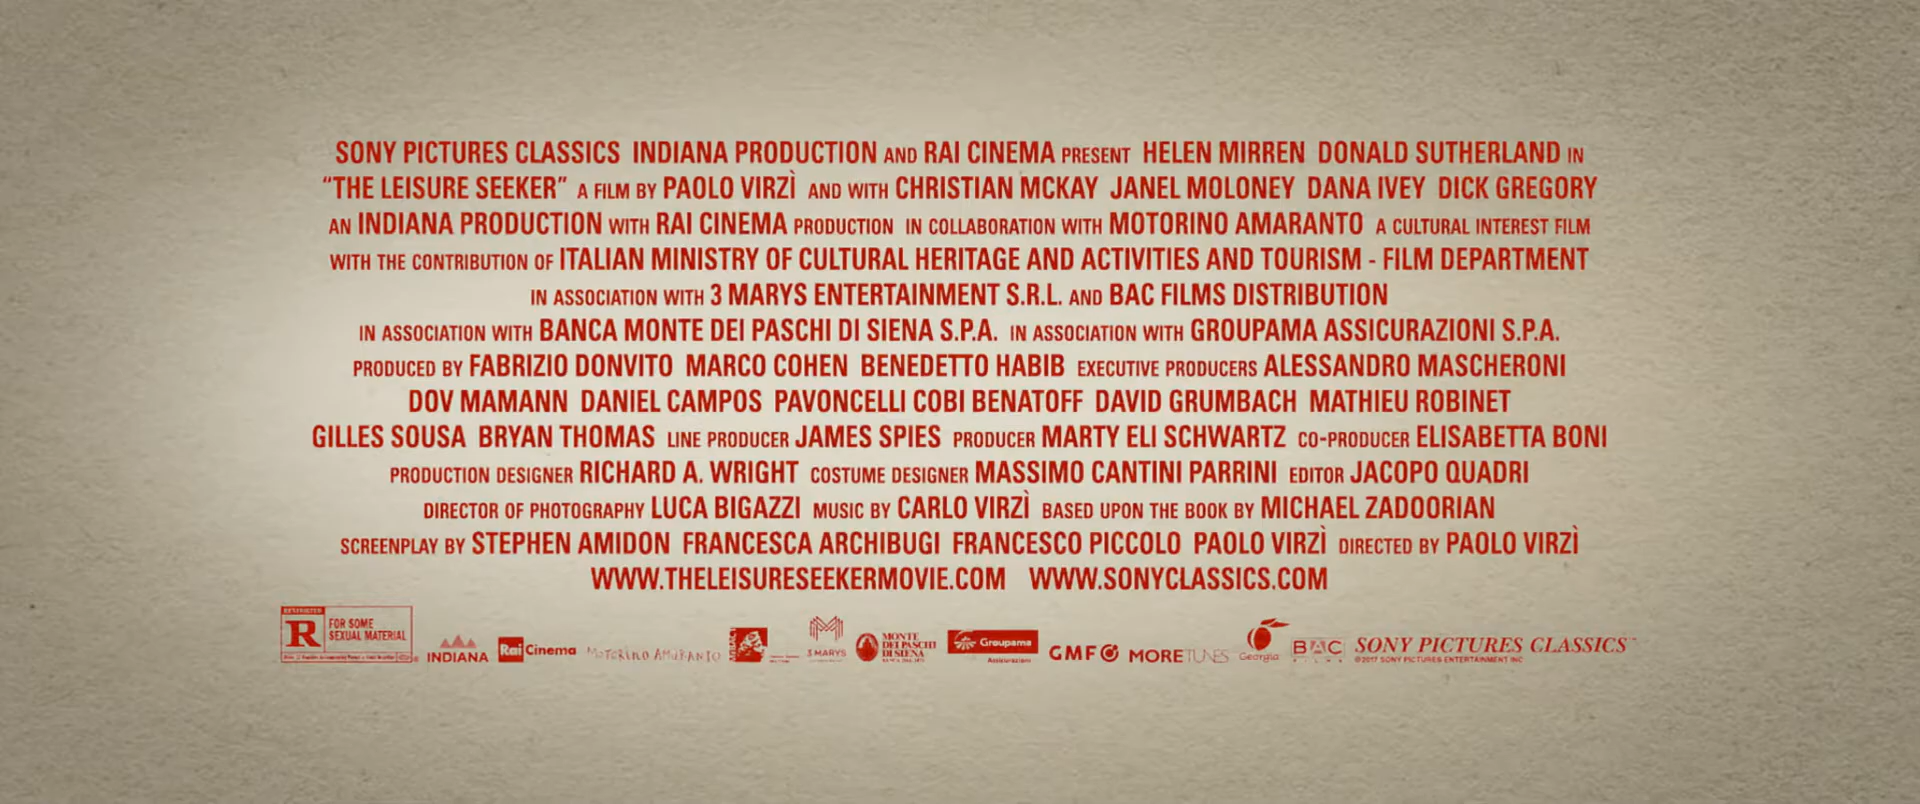 SONY PICTURES CLASSICS INDIANA PRODUCTION AND RAI CINEMA PRESENT HELEN MIRREN DONALD SUTHERLAND IN
“THE LEISURE SEEKER” A FILM BY PAOLO VIRZÌ AND WITH CHRISTIAN MCKAY JANEL MOLONEY DANA IVEY DICK GREGORY
AN INDIANA PRODUCTION WITH RAI CINEMA PRODUCTION IN COLLABORATION WITH MOTORINO AMARANTO A CULTURAL INTEREST FILM
WITH THE CONTRIBUTION OF ITALIAN MINISTRY OF CULTURAL HERITAGE AND ACTIVITIES AND TOURISM - FILM DEPARTMENT
IN ASSOCIATION WITH 3 MARYS ENTERTAINMENT S.R.L. AND BAC FILMS DISTRIBUTION
IN ASSOCIATION WITH BANCA MONTE DEI PASCHI DI SIENA S.P.A. IN ASSOCIATION WITH GROUPAMA ASSICURAZIONI S.P.A.
PRODUCED BY FABRIZIO DONVITO MARCO COHEN BENEDETTO HABIB EXECUTIVE PRODUCERS ALESSANDRO MASCHERONI
DOV MAMANN DANIEL CAMPOS PAVONCELLI COBI BENATOFF DAVID GRUMBACH MATHIEU ROBINET
GILLES SOUSA BRYAN THOMAS LINE PRODUCER JAMES SPIES PRODUCER MARTY ELI SCHWARTZ CO-PRODUCER ELISABETTA BONI
PRODUCTION DESIGNER RICHARD A. WRIGHT COSTUME DESIGNER MASSIMO CANTINI PARRINI EDITOR JACOPO QUADRI
DIRECTOR OF PHOTOGRAPHY LUCA BIGAZZI MUSIC BY CARLO VIRZÌ BASED UPON THE BOOK BY MICHAEL ZADOORIAN
SCREENPLAY BY STEPHEN AMIDON FRANCESCA ARCHIBUGI FRANCESCO PICCOLO PAOLO VIRZÌ DIRECTED BY PAOLO VIRZÌ
WWW.THELEISURESEEKERMOVIE.COM WWW.SONYCLASSICS.COM
RESTRICTED
R FOR SOME
SEXUAL MATERIAL
INDIANA
Rai Cinema
MOTORINO AMARANTO
3 MARYS
MONTE
DEI PASCHI
DI SIENA
Groupama
Assicurazioni
GMF
MORETUNES
Georgia
BAC
FILMS
SONY PICTURES CLASSICS
©2017 SONY PICTURES ENTERTAINMENT INC